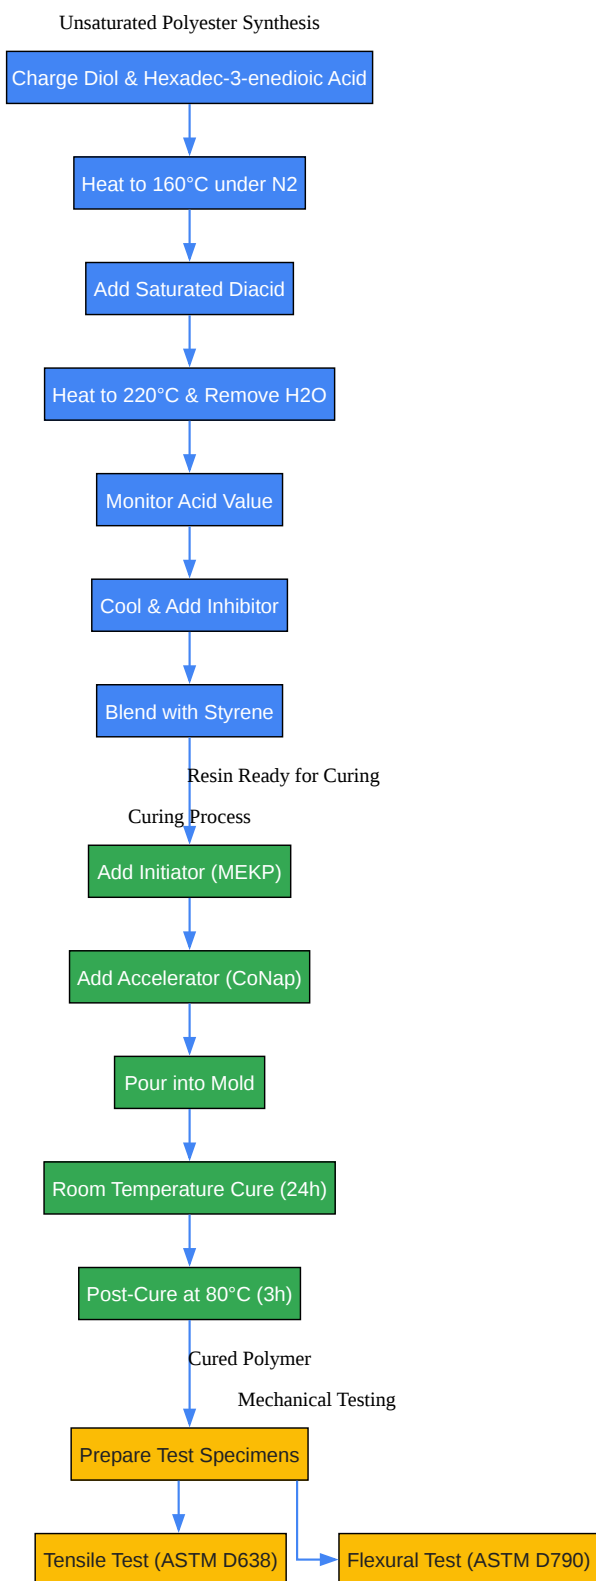 Unsaturated Polyester Synthesis
Charge Diol & Hexadec-3-enedioic Acid
Heat to 160°C under N2
Add Saturated Diacid
Heat to 220°C & Remove H2O
Monitor Acid Value
Cool & Add Inhibitor
Blend with Styrene
Resin Ready for Curing
Curing Process
Add Initiator (MEKP)
Add Accelerator (CoNap)
Pour into Mold
Room Temperature Cure (24h)
Post-Cure at 80°C (3h)
Cured Polymer
Mechanical Testing
Prepare Test Specimens
Tensile Test (ASTM D638)
Flexural Test (ASTM D790)